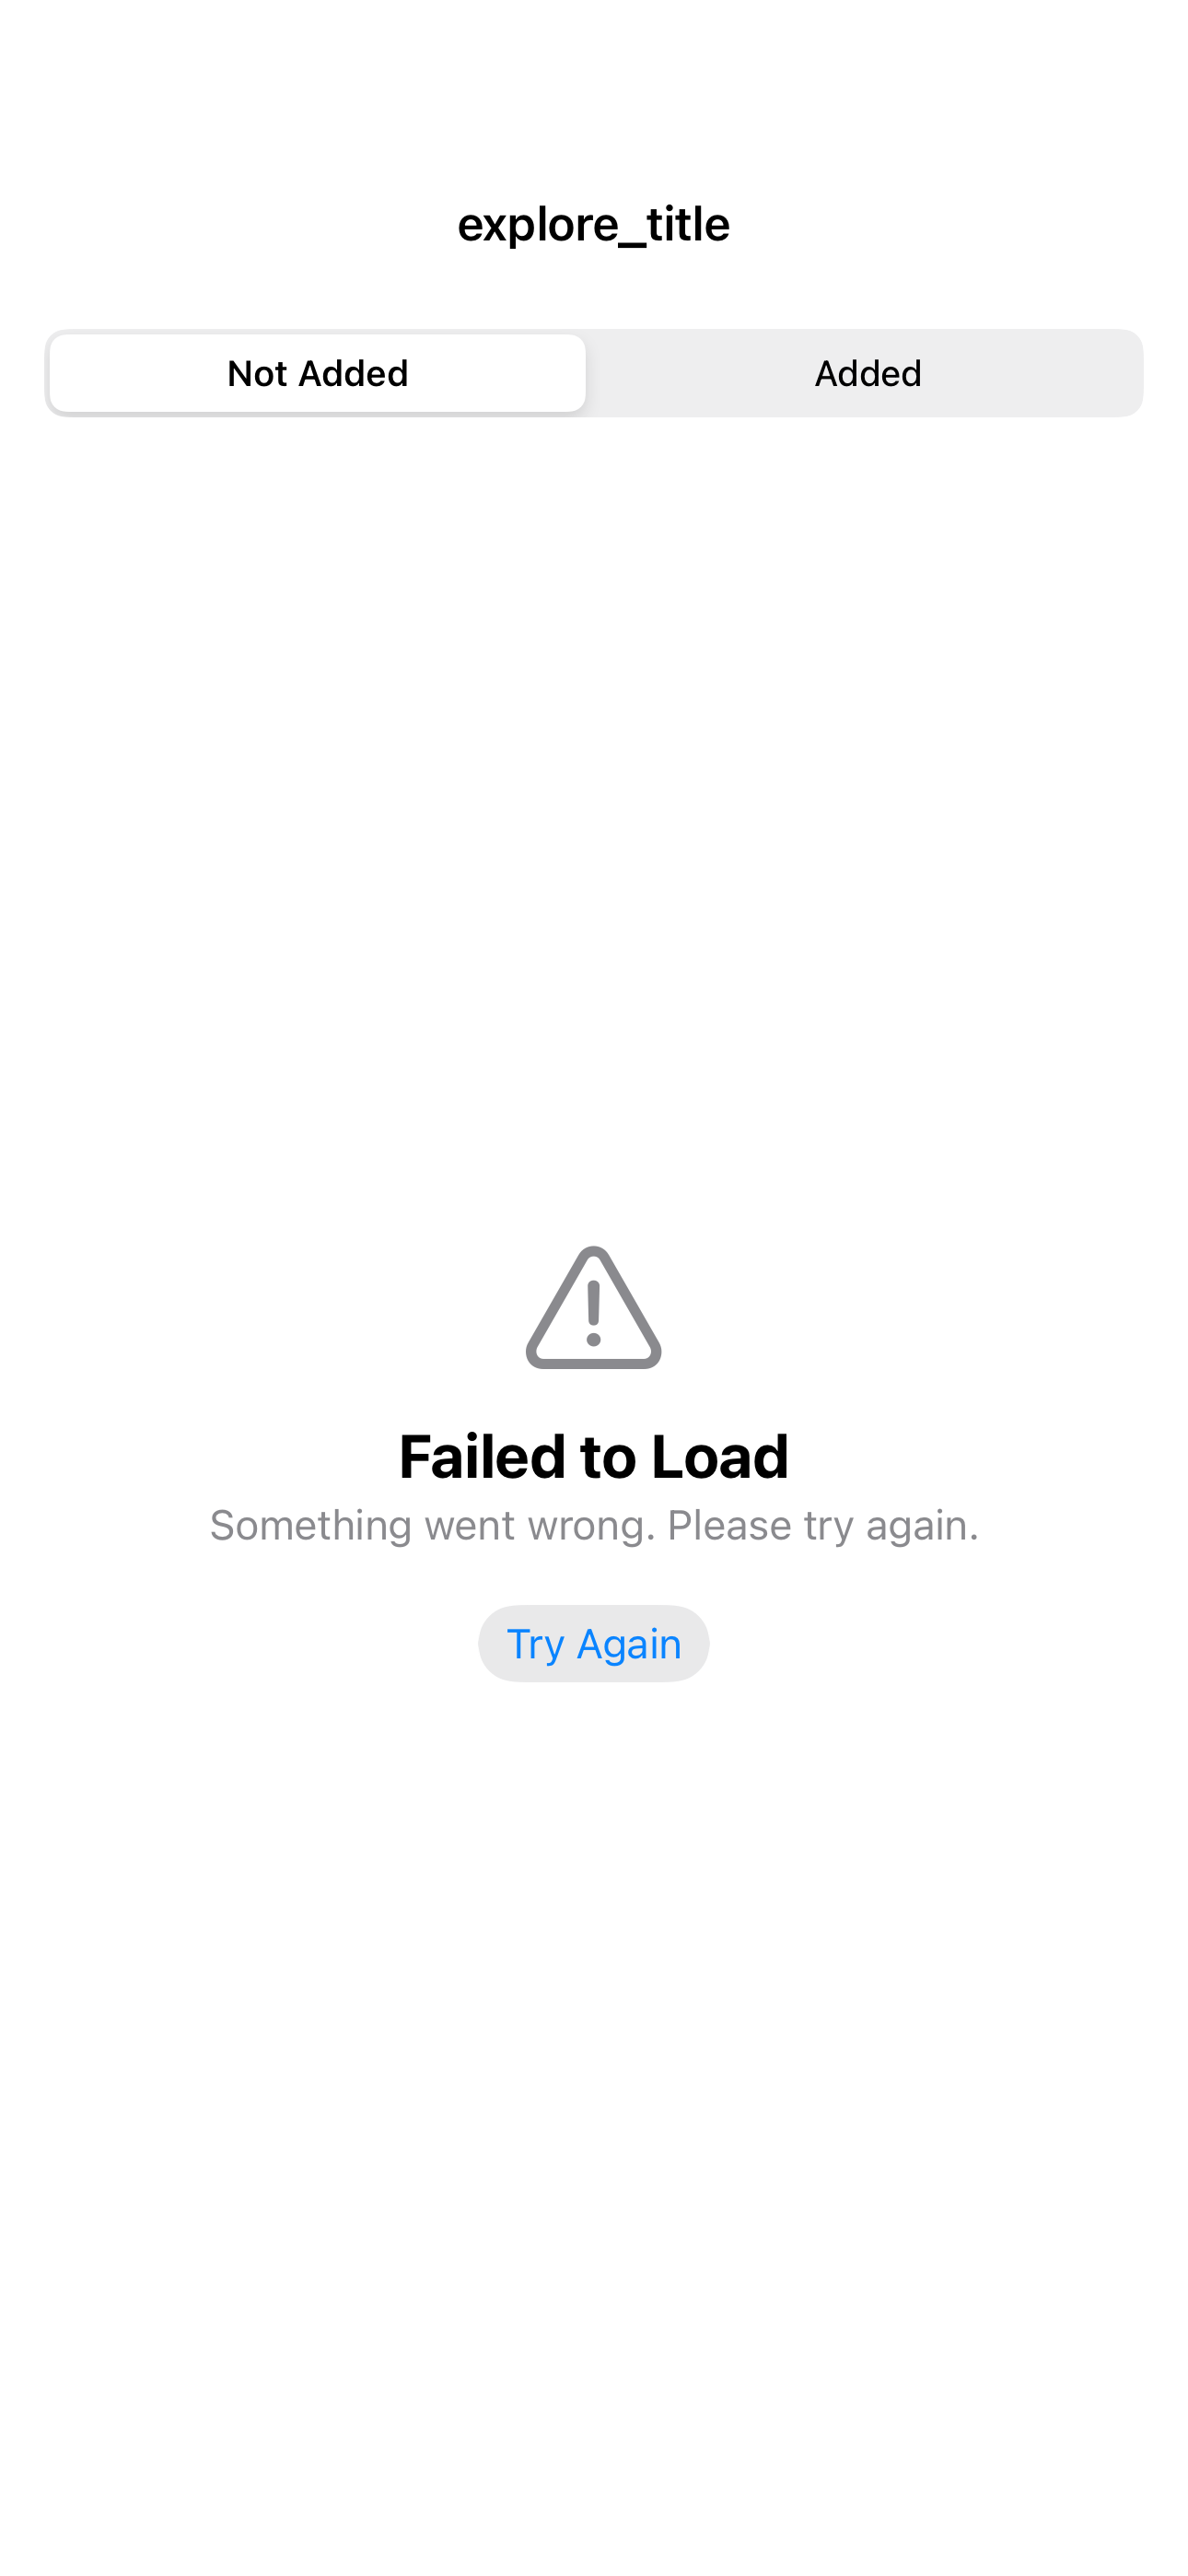 explore_title
Not Added
Added
Failed to Load
Something went wrong. Please try again.
Try Again